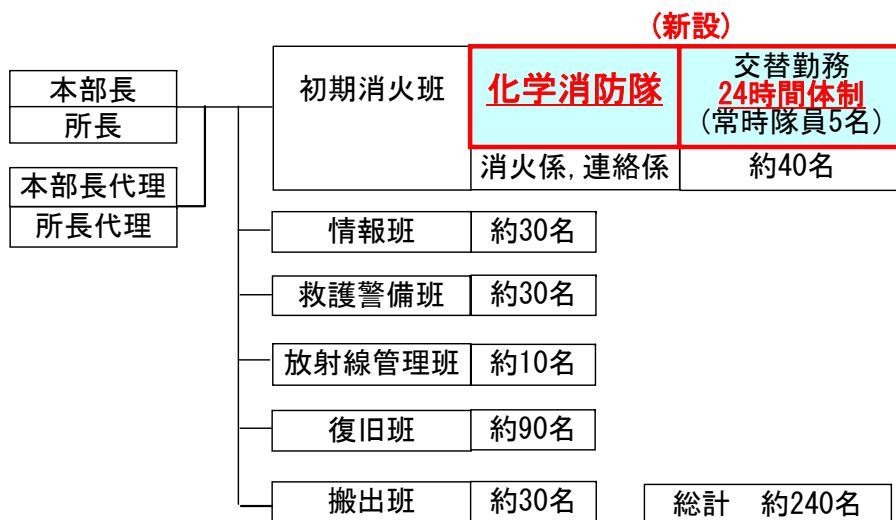 (新設)
本部長
所長
本部長代理
所長代理
初期消火班
化学消防隊
交替勤務
24時間体制
(常時隊員5名)
消火係,連絡係
約40名
情報班
約30名
救護警備班
約30名
放射線管理班
約10名
復旧班
約90名
搬出班
約30名
総計 約240名